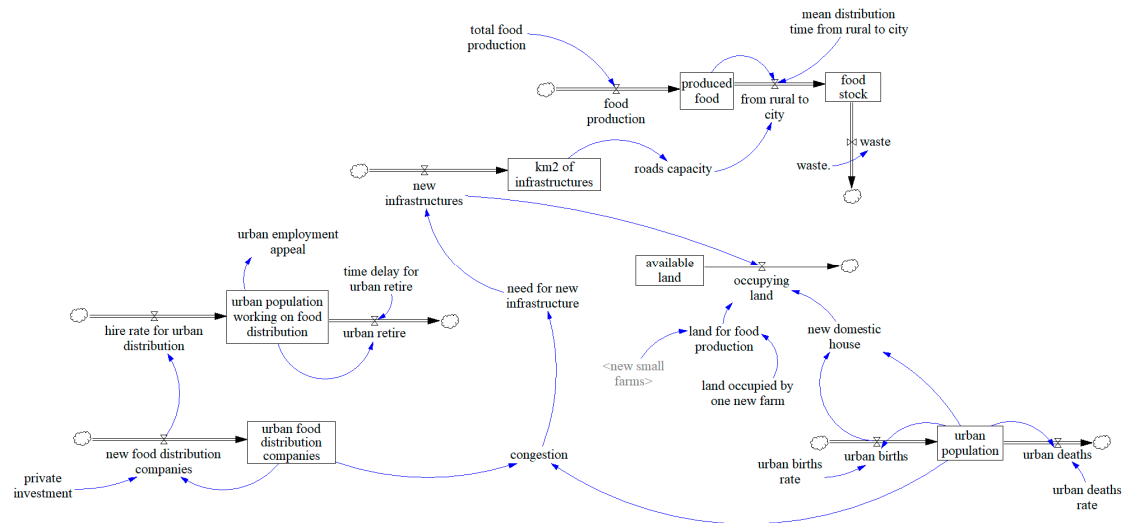 total food
production
mean distribution
time from rural to city
produced
food
food
stock
food
production
from rural to
city
waste
waste.
km2 of
infrastructures
roads capacity
new
infrastructures
urban employment
appeal
time delay for
urban retire
need for new
infrastructure
available
land
occupying
land
urban population
working on food
distribution
hire rate for urban
distribution
urban retire
land for food
production
new domestic
house
<new small
farms>
land occupied by
one new farm
urban food
distribution
companies
new food distribution
companies
private
investment
congestion
urban births
rate
urban births
urban
population
urban deaths
urban deaths
rate